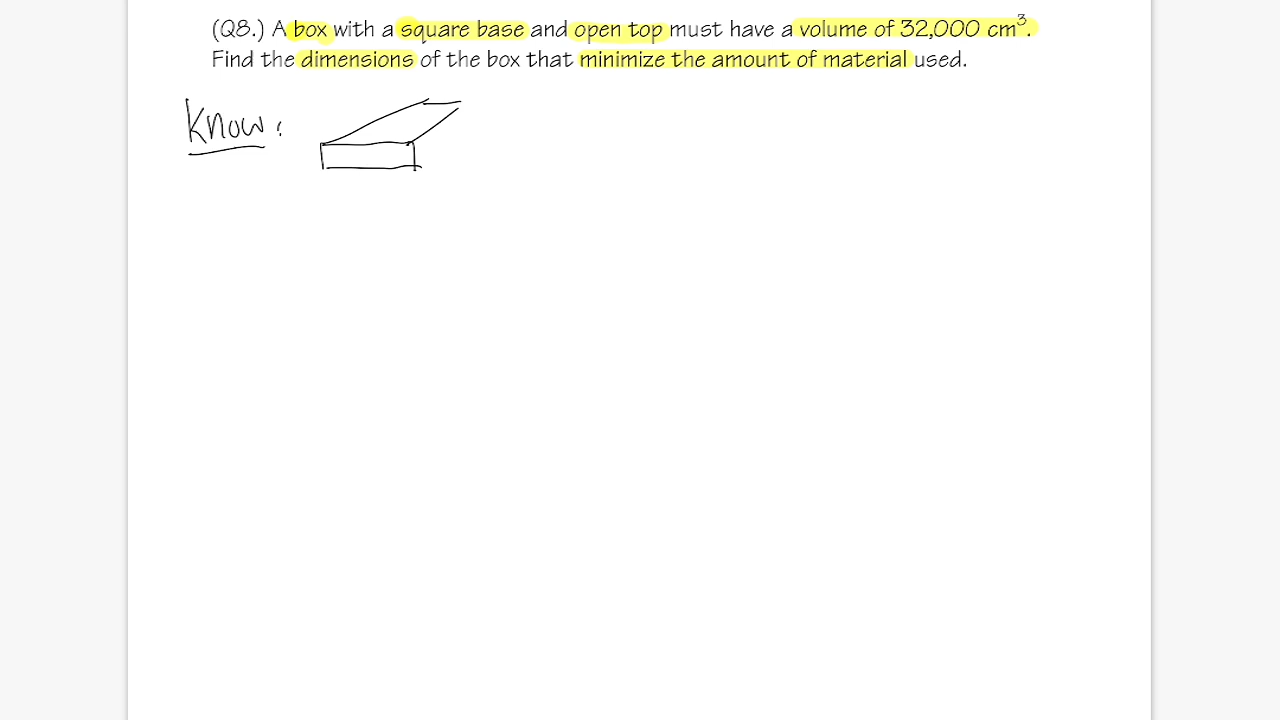 (Q8.) A box with a square base and open top must have a volume of 32,000 cm³.
Find the dimensions of the box that minimize the amount of material used.
Know: